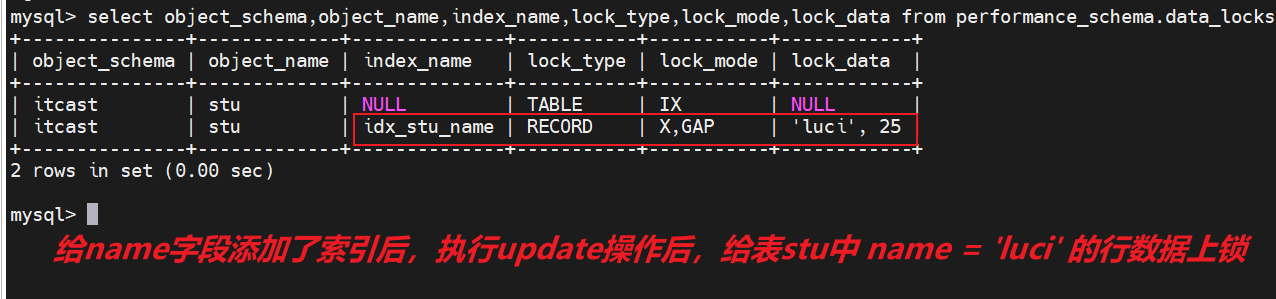 mysql> select object_schema,object_name,index_name,lock_type,lock_mode,lock_data from performance_schema.data_locks
+---------------+-------------+--------------+-----------+-----------+------------+
| object_schema | object_name | index_name   | lock_type | lock_mode | lock_data  |
+---------------+-------------+--------------+-----------+-----------+------------+
| itcast        | stu         | NULL         | TABLE     | IX        | NULL       |
| itcast        | stu         | idx_stu_name | RECORD    | X,GAP     | 'luci', 25
+---------------+-------------+--------------+-----------+-----------+------------+
2 rows in set (0.00 sec)
mysql>
给name字段添加了索引后，执行update操作后，给表stu中 name = 'luci' 的行数据上锁